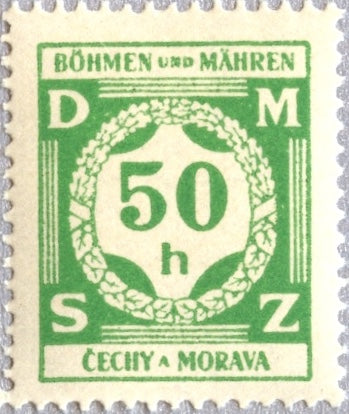 BÖHMEN UND MÄHREN
D M
50
h
S Z
ČECHY A MORAVA